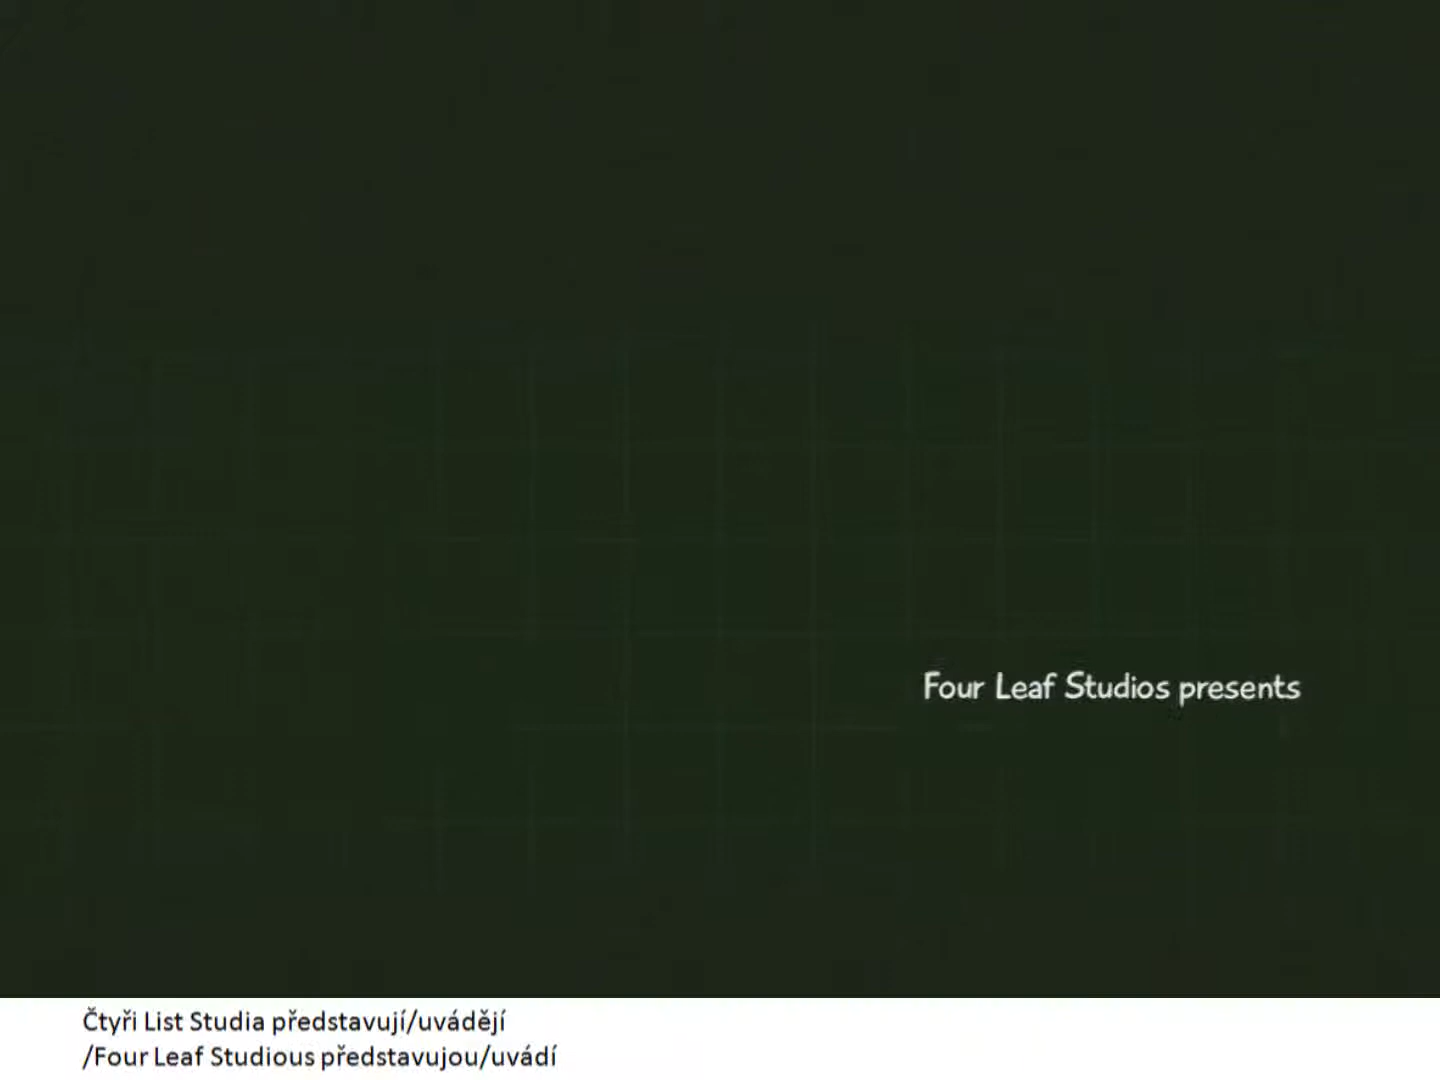 Four Leaf Studios presents
Čtyři List Studia představují/uvádějí
/Four Leaf Studious představujou/uvádí